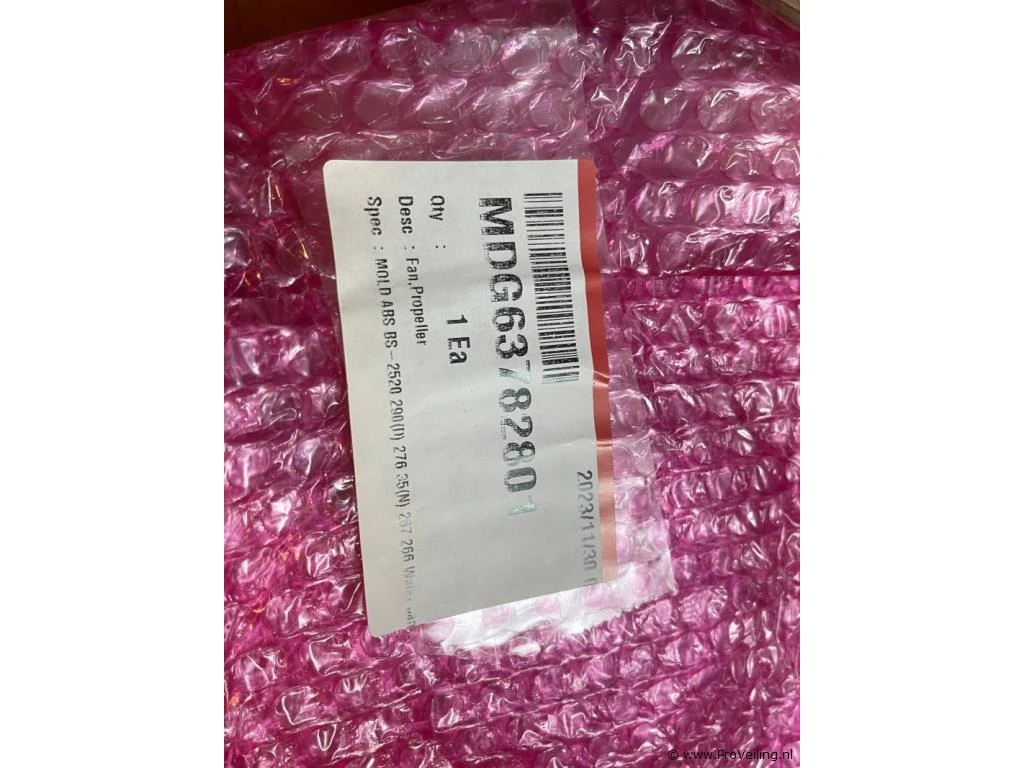 2023/11/30
MDG63782801
Qty : 1 Ea
Desc : Fan,Propeller
Spec : MOLD ABS BS-2520 290(D) 276 35(N) 267 266
© www.ProVeiling.nl